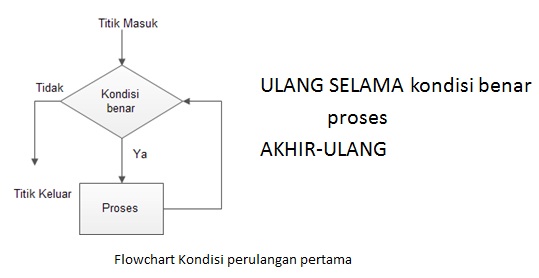 Titik Masuk
Tidak
Kondisi
benar
Ya
Titik Keluar
Proses
ULANG SELAMA kondisi benar
proses
AKHIR-ULANG
Flowchart Kondisi perulangan pertama